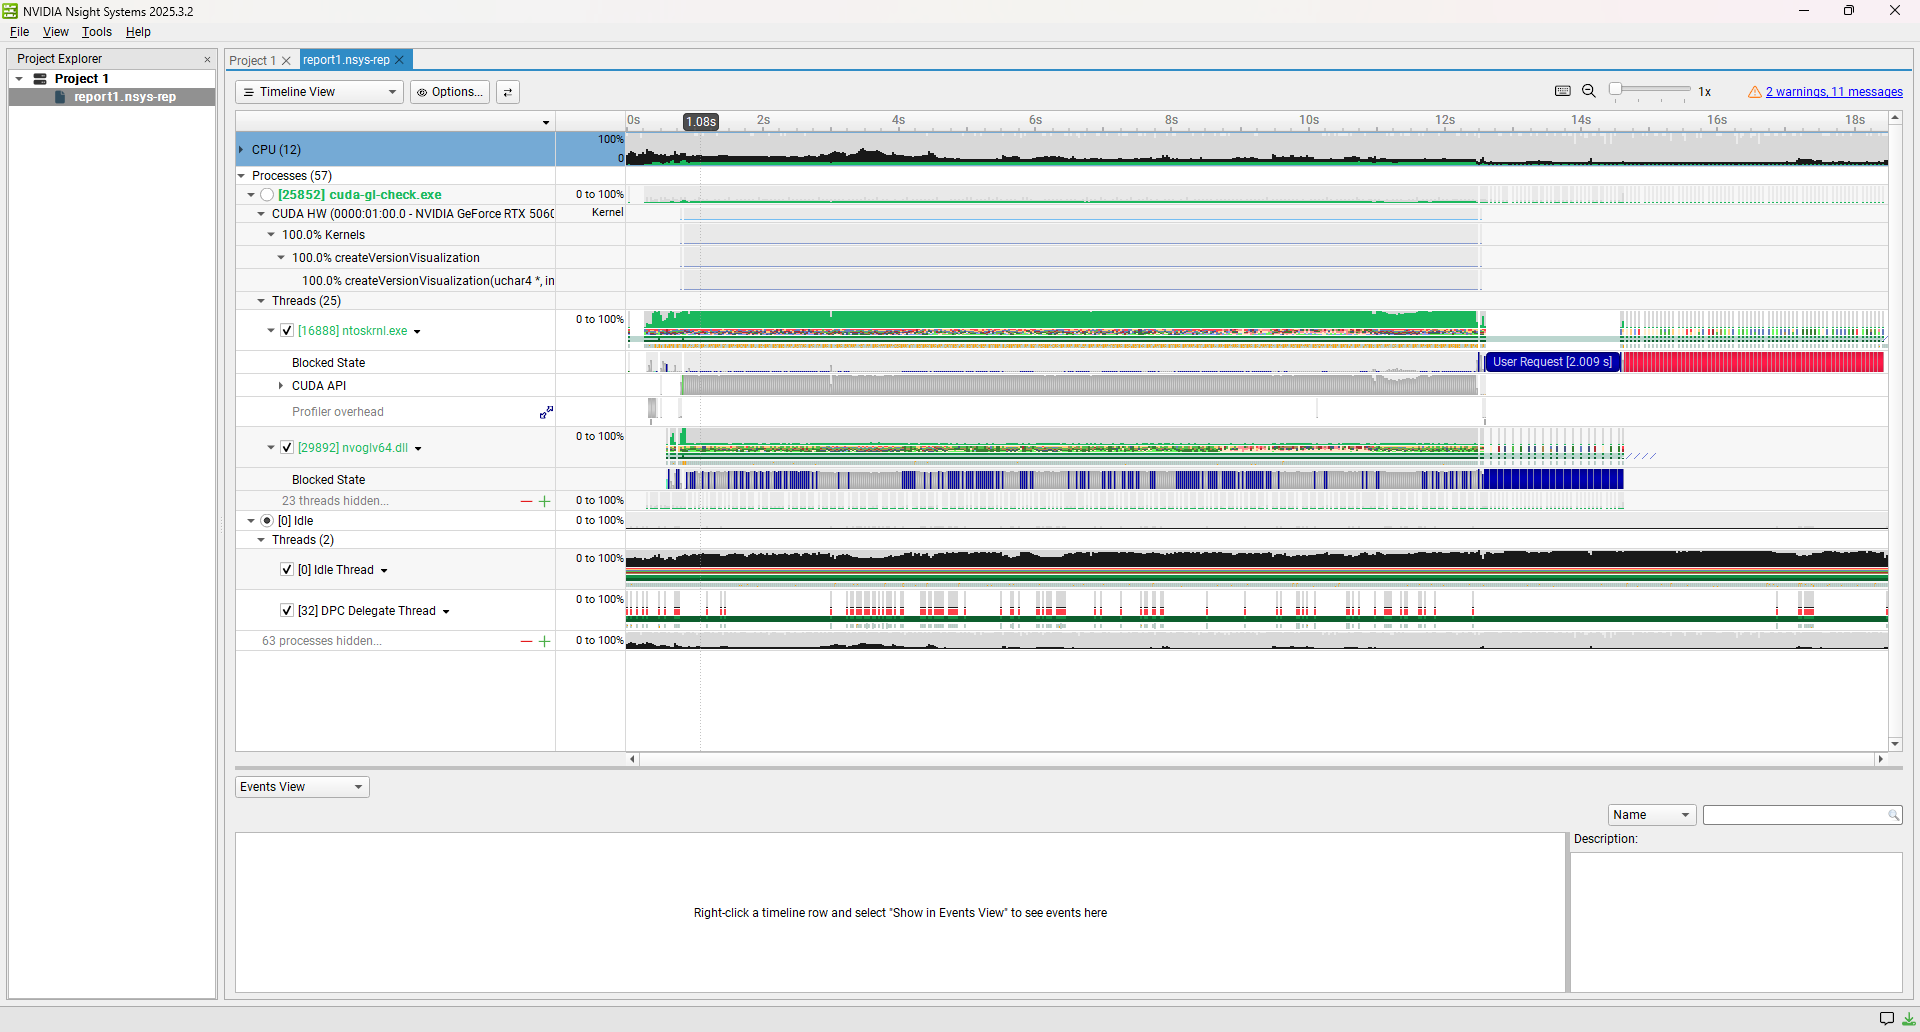 NVIDIA Nsight Systems 2025.3.2
File View Tools Help
Project Explorer
Project 1
report1.nsys-rep
Project 1
report1.nsys-rep
Timeline View
Options...
1x
2 warnings, 11 messages
0s 1.08s 2s 4s 6s 8s 10s 12s 14s 16s 18s
CPU (12)
100%
0
Processes (57)
[25852] cuda-gl-check.exe
0 to 100%
CUDA HW (0000:01:00.0 - NVIDIA GeForce RTX 5060
Kernel
100.0% Kernels
100.0% createVersionVisualization
100.0% createVersionVisualization(uchar4 *, in
Threads (25)
[16888] ntoskrnl.exe
0 to 100%
Blocked State
User Request [2.009 s]
CUDA API
Profiler overhead
[29892] nvoglv64.dll
0 to 100%
Blocked State
23 threads hidden...
0 to 100%
[0] Idle
0 to 100%
Threads (2)
[0] Idle Thread
0 to 100%
[32] DPC Delegate Thread
0 to 100%
63 processes hidden...
0 to 100%
Events View
Name
Description:
Right-click a timeline row and select "Show in Events View" to see events here